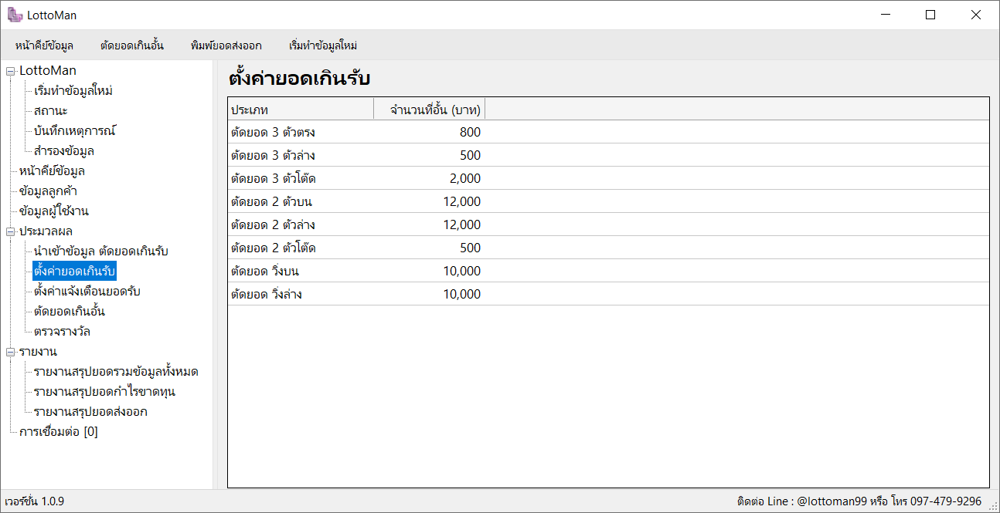 LottoMan
หน้าคีย์ข้อมูล ตัดยอดเกินอั้น พิมพ์ยอดส่งออก เริ่มทำข้อมูลใหม่
LottoMan
เริ่มทำข้อมูลใหม่
สถานะ
บันทึกเหตุการณ์
สำรองข้อมูล
หน้าคีย์ข้อมูล
ข้อมูลลูกค้า
ข้อมูลผู้ใช้งาน
ประมวลผล
นำเข้าข้อมูล ตัดยอดเกินรับ
ตั้งค่ายอดเกินรับ
ตั้งค่าแจ้งเตือนยอดรับ
ตัดยอดเกินอั้น
ตรวจรางวัล
รายงาน
รายงานสรุปยอดรวมข้อมูลทั้งหมด
รายงานสรุปยอดกำไรขาดทุน
รายงานสรุปยอดส่งออก
การเชื่อมต่อ [0]
ตั้งค่ายอดเกินรับ
ประเภท จำนวนที่อั้น (บาท)
ตัดยอด 3 ตัวตรง 800
ตัดยอด 3 ตัวล่าง 500
ตัดยอด 3 ตัวโต๊ด 2,000
ตัดยอด 2 ตัวบน 12,000
ตัดยอด 2 ตัวล่าง 12,000
ตัดยอด 2 ตัวโต๊ด 500
ตัดยอด วิ่งบน 10,000
ตัดยอด วิ่งล่าง 10,000
เวอร์ชั่น 1.0.9 ติดต่อ Line : @lottoman99 หรือ โทร 097-479-9296